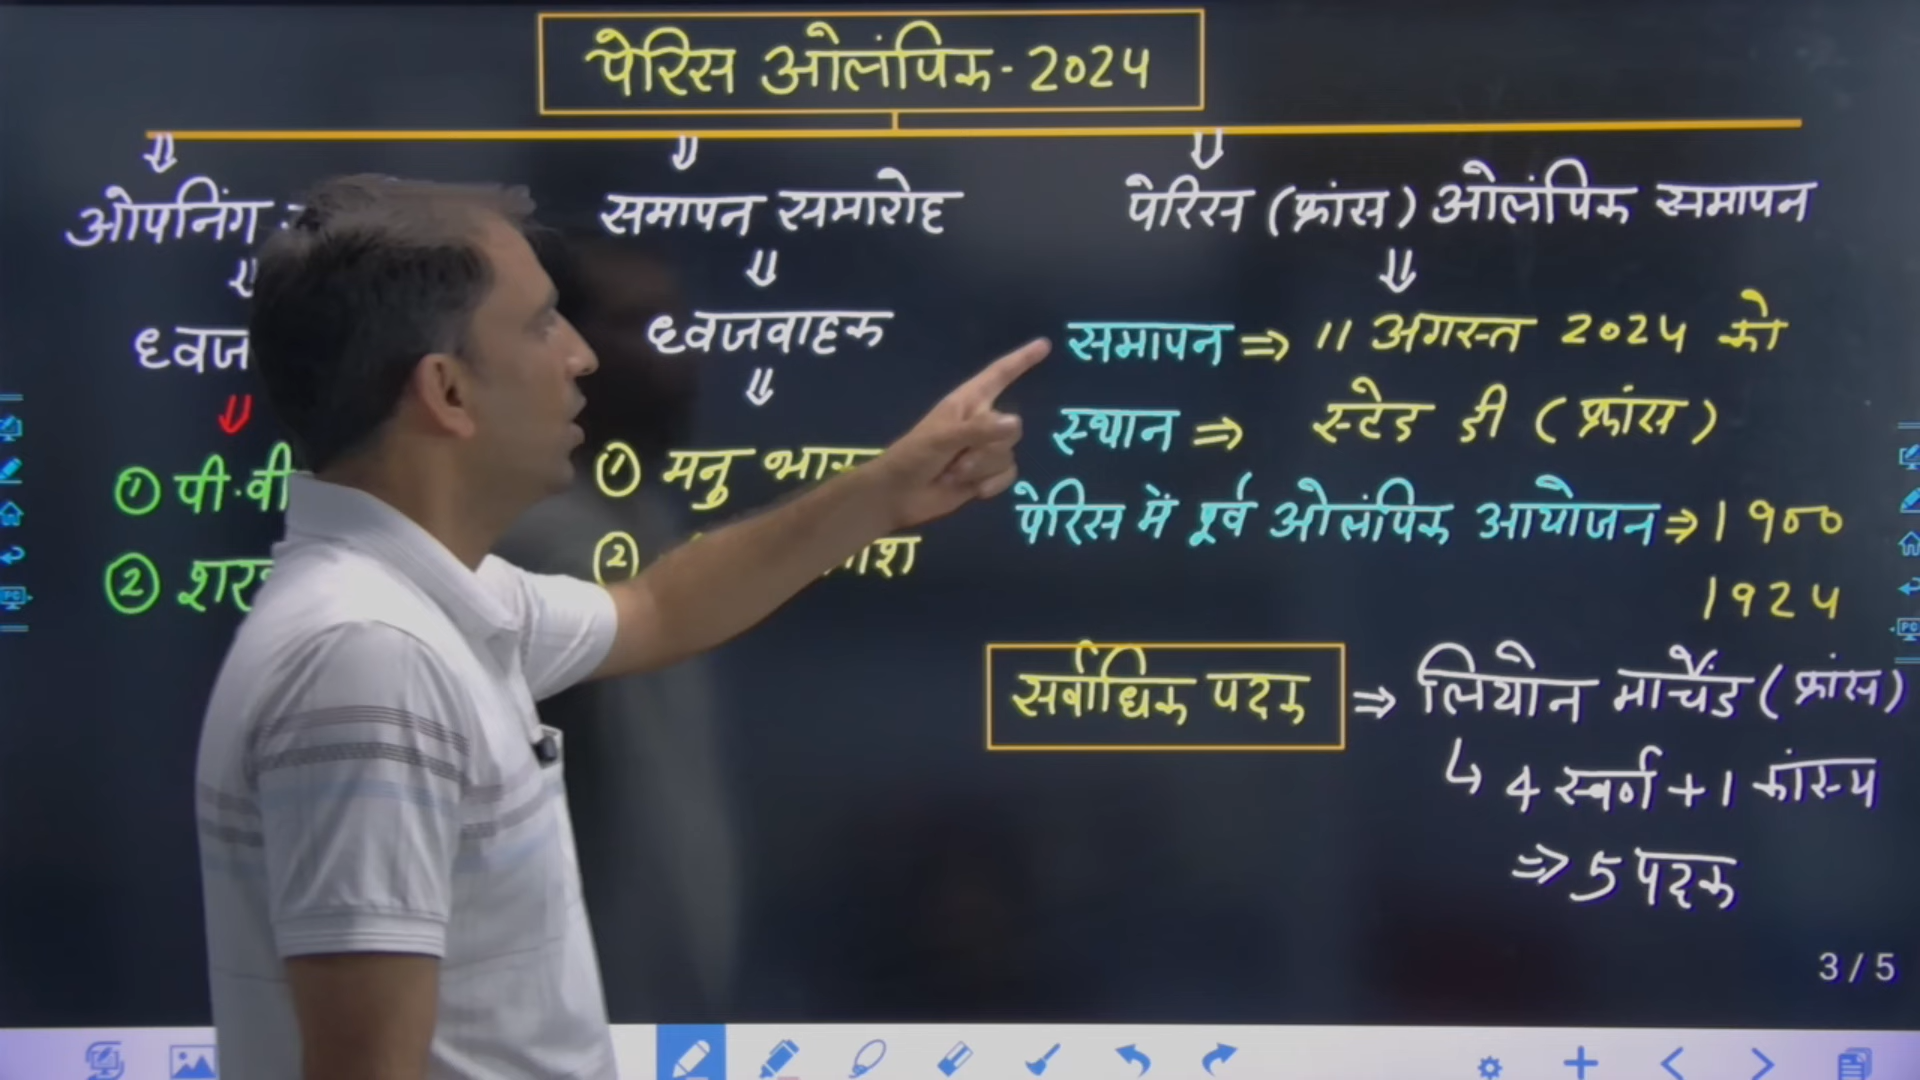 पेरिस ओलंपिक - 2024
ओपनिंग
ध्वज
① पी.वी
②
समापन समारोह
ध्वजवाहक
① मनु
②
पेरिस (फ्रांस) ओलंपिक समापन
समापन ⇒ 11 अगस्त 2024 को
स्थान ⇒ स्टेड डी (फ्रांस)
पेरिस में पूर्व ओलंपिक आयोजन ⇒ 1900
1924
सर्वाधिक पदक ⇒ लियोन मार्चेंड (फ्रांस)
↳ 4 स्वर्ण + 1 कांस्य
⇒ 5 पदक
3 / 5